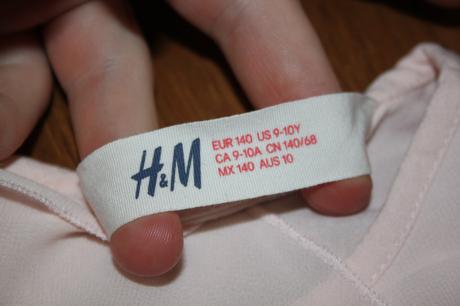 H&M
EUR 140 US 9-10Y
CA 9-10A CN 140/68
MX 140 AUS 10